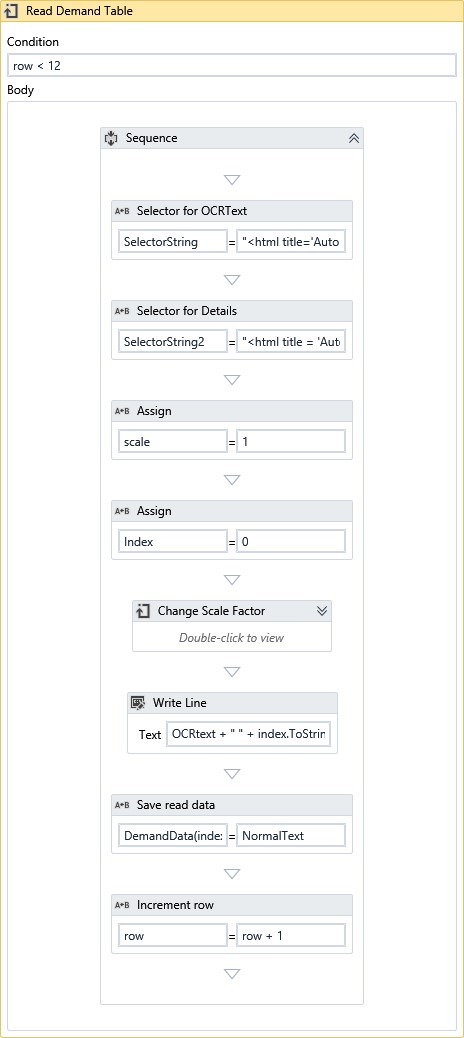 Read Demand Table
Condition
row < 12
Body
Sequence
A+B Selector for OCRText
SelectorString = "<html title='Auto
A+B Selector for Details
SelectorString2 = "<html title = 'Aut
A+B Assign
scale = 1
A+B Assign
Index = 0
Change Scale Factor
Double-click to view
Write Line
Text OCRtext + " " + index.ToStrin
A+B Save read data
DemandData(inde = NormalText
A+B Increment row
row = row + 1